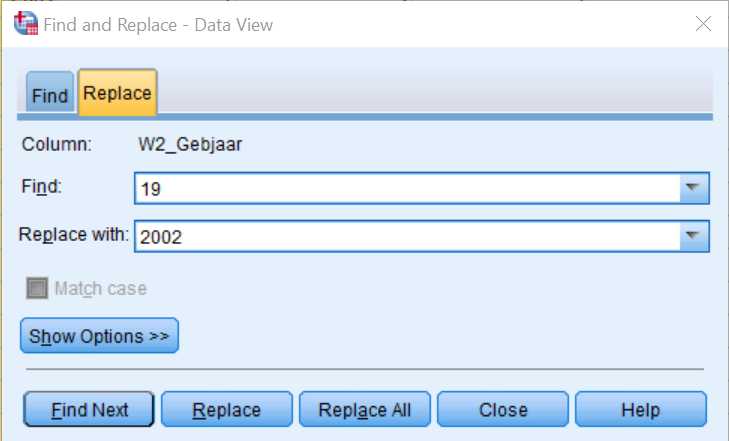 Find and Replace - Data View
Find Replace
Column: W2_Gebjaar
Find: 19
Replace with: 2002
Match case
Show Options >>
Find Next Replace Replace All Close Help